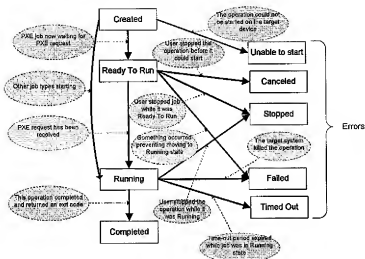 Created
The operation could not
be started on the target
device
PXE job now waiting for
PXE request
User stopped the
operation before it
could start
Unable to start
Ready To Run
Canceled
Other job types starting
User stopped job
while it was
Ready To Run
Stopped
Errors
PXE request has been
received
Something occurred
preventing moving to
Running state
The target system
killed the operation
Running
Failed
This operation completed
and returned an exit code
User stopped the
operation while it
was Running
Timed Out
Completed
Time-out period expired
while job was in Running
state